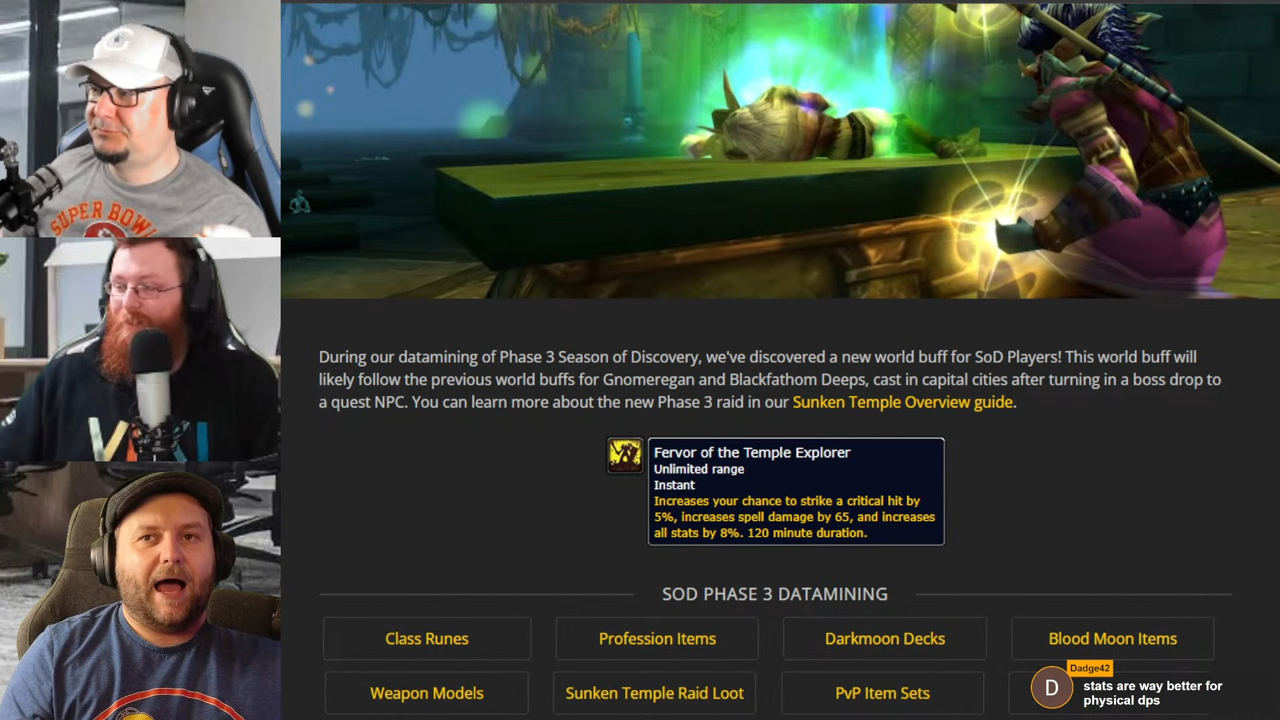 C
SUPER BOWL
During our datamining of Phase 3 Season of Discovery, we've discovered a new world buff for SoD Players! This world buff will
likely follow the previous world buffs for Gnomeregan and Blackfathom Deeps, cast in capital cities after turning in a boss drop to
a quest NPC. You can learn more about the new Phase 3 raid in our Sunken Temple Overview guide.
Fervor of the Temple Explorer
Unlimited range
Instant
Increases your chance to strike a critical hit by
5%, increases spell damage by 65, and increases
all stats by 8%. 120 minute duration.
SOD PHASE 3 DATAMINING
Class Runes
Profession Items
Darkmoon Decks
Blood Moon Items
Weapon Models
Sunken Temple Raid Loot
PvP Item Sets
Dadge42
D
stats are way better for
physical dps